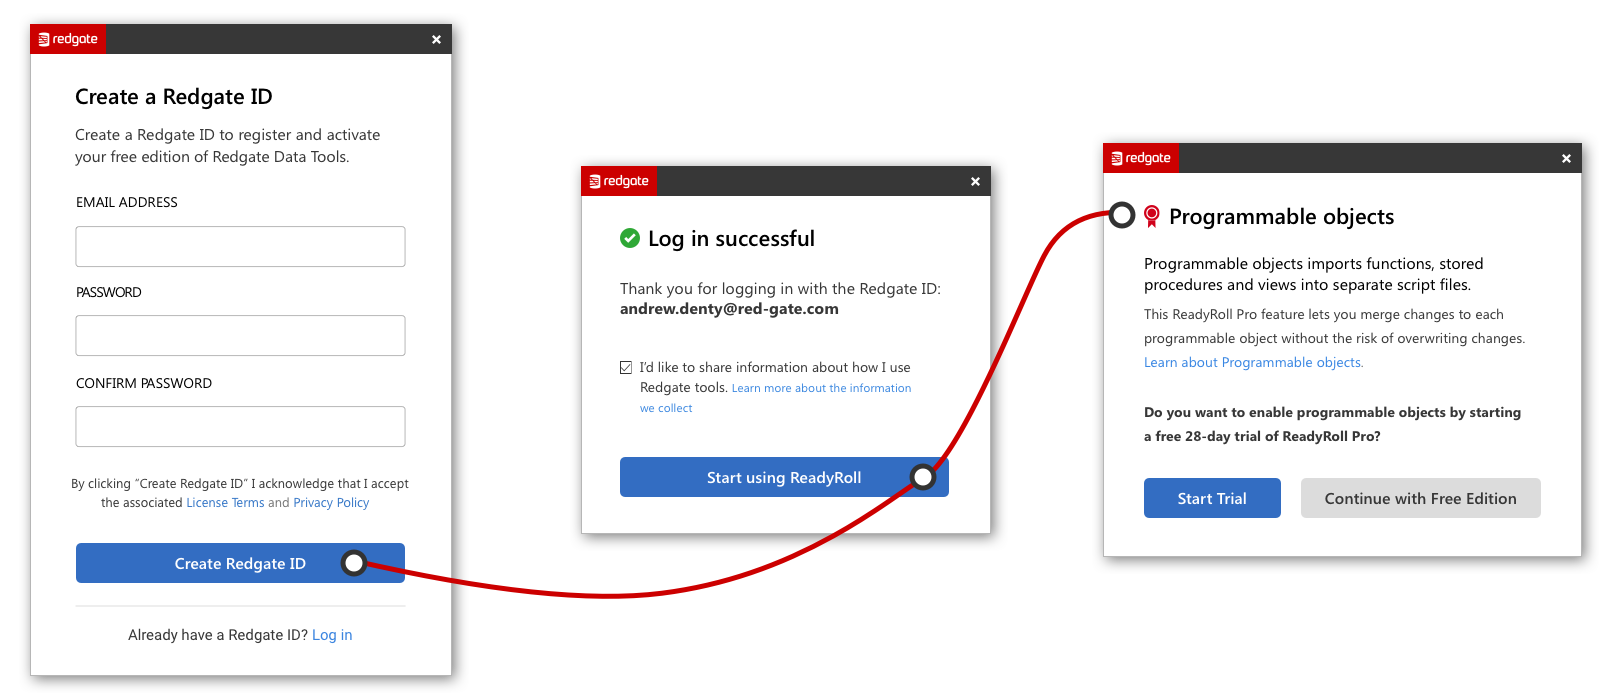 redgate
Create a Redgate ID
Create a Redgate ID to register and activate
your free edition of Redgate Data Tools.
EMAIL ADDRESS
PASSWORD
CONFIRM PASSWORD
By clicking “Create Redgate ID” I acknowledge that I accept
the associated License Terms and Privacy Policy
Create Redgate ID
Already have a Redgate ID? Log in
redgate
Log in successful
Thank you for logging in with the Redgate ID:
andrew.denty@red-gate.com
I’d like to share information about how I use
Redgate tools. Learn more about the information
we collect
Start using ReadyRoll
redgate
Programmable objects
Programmable objects imports functions, stored
procedures and views into separate script files.
This ReadyRoll Pro feature lets you merge changes to each
programmable object without the risk of overwriting changes.
Learn about Programmable objects.
Do you want to enable programmable objects by starting
a free 28-day trial of ReadyRoll Pro?
Start Trial
Continue with Free Edition